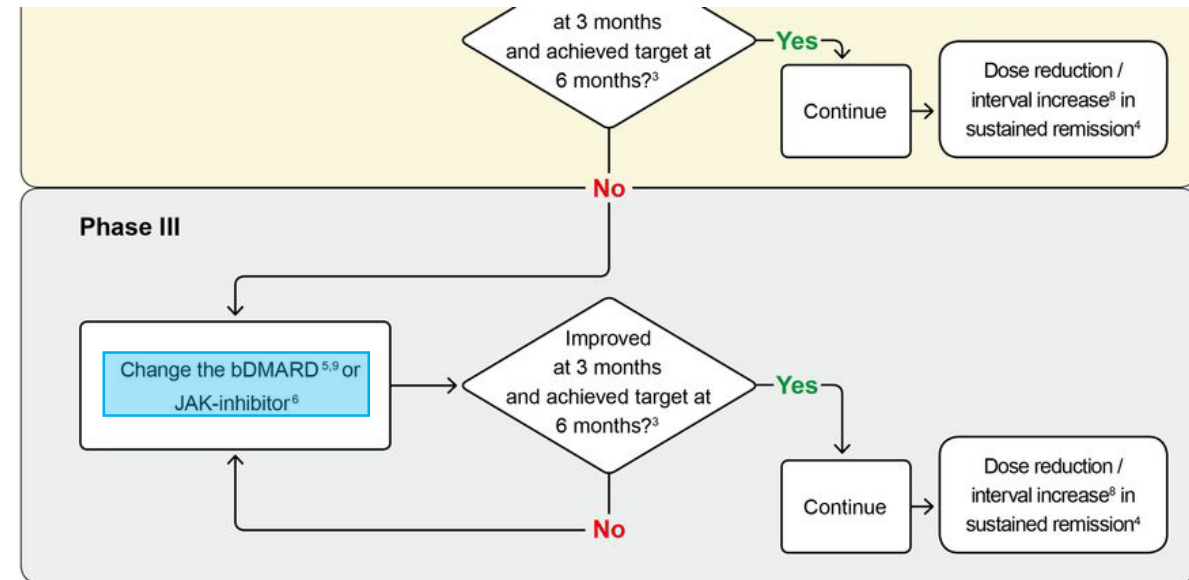 at 3 months
and achieved target at
6 months?³
Yes
Continue
Dose reduction /
interval increase⁸ in
sustained remission⁴
No
Phase III
Change the bDMARD ⁵,⁹ or
JAK-inhibitor⁶
Improved
at 3 months
and achieved target at
6 months?³
Yes
Continue
Dose reduction /
interval increase⁸ in
sustained remission⁴
No